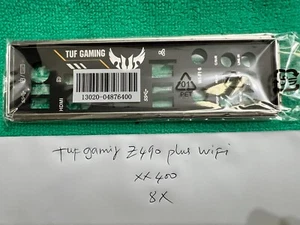 TUF GAMING
HDMI
13020-04876400
Tuf gaming Z490 plus wifi
xx400
8X